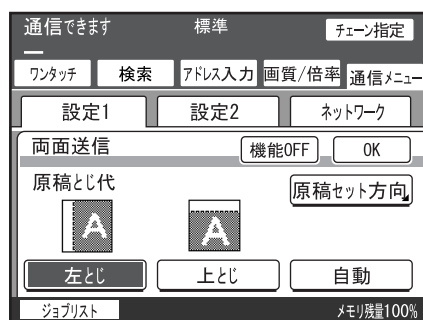 通信できます 標準 チェーン指定
ワンタッチ 検索 アドレス入力 画質/倍率 通信メニュー
設定1 設定2 ネットワーク
両面送信 機能OFF OK
原稿とじ代 原稿セット方向
A A
左とじ 上とじ 自動
ジョブリスト メモリ残量100%